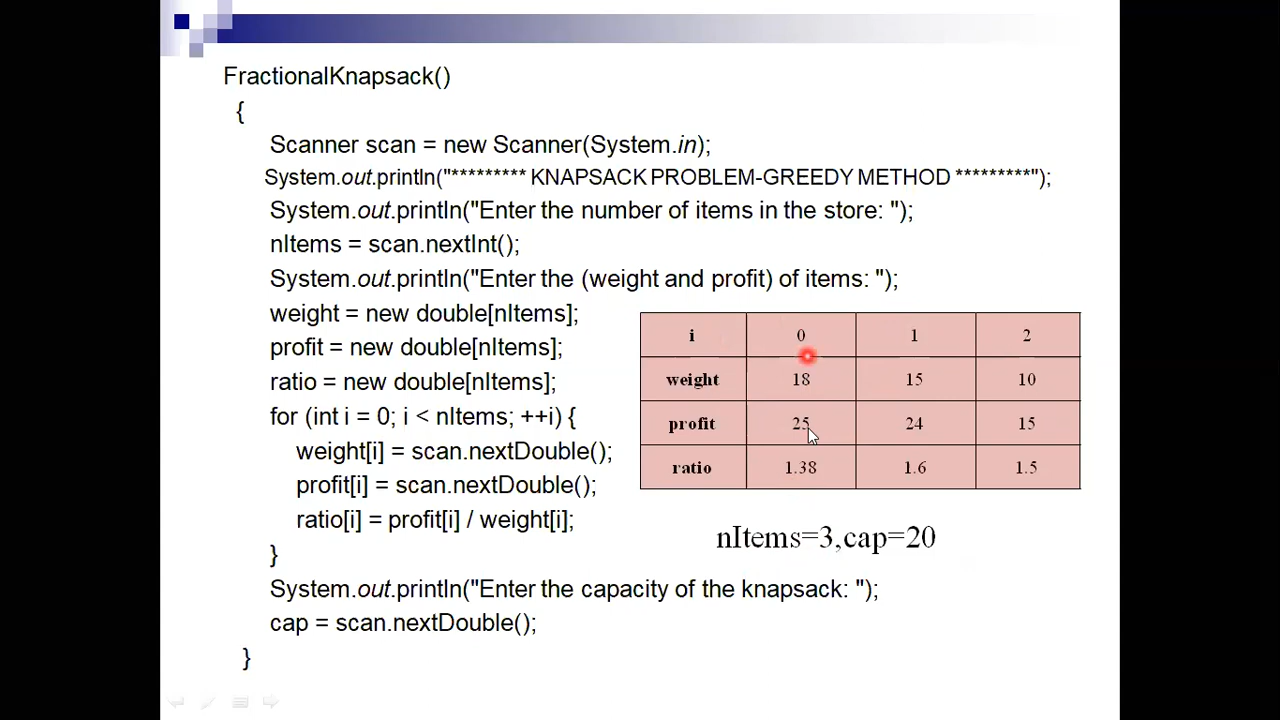 FractionalKnapsack()
{
Scanner scan = new Scanner(System.in);
System.out.println("********* KNAPSACK PROBLEM-GREEDY METHOD *********");
System.out.println("Enter the number of items in the store: ");
nItems = scan.nextInt();
System.out.println("Enter the (weight and profit) of items: ");
weight = new double[nItems];
profit = new double[nItems];
ratio = new double[nItems];
for (int i = 0; i < nItems; ++i) {
weight[i] = scan.nextDouble();
profit[i] = scan.nextDouble();
ratio[i] = profit[i] / weight[i];
}
System.out.println("Enter the capacity of the knapsack: ");
cap = scan.nextDouble();
}
i 0 1 2
weight 18 15 10
profit 25 24 15
ratio 1.38 1.6 1.5
nItems=3,cap=20